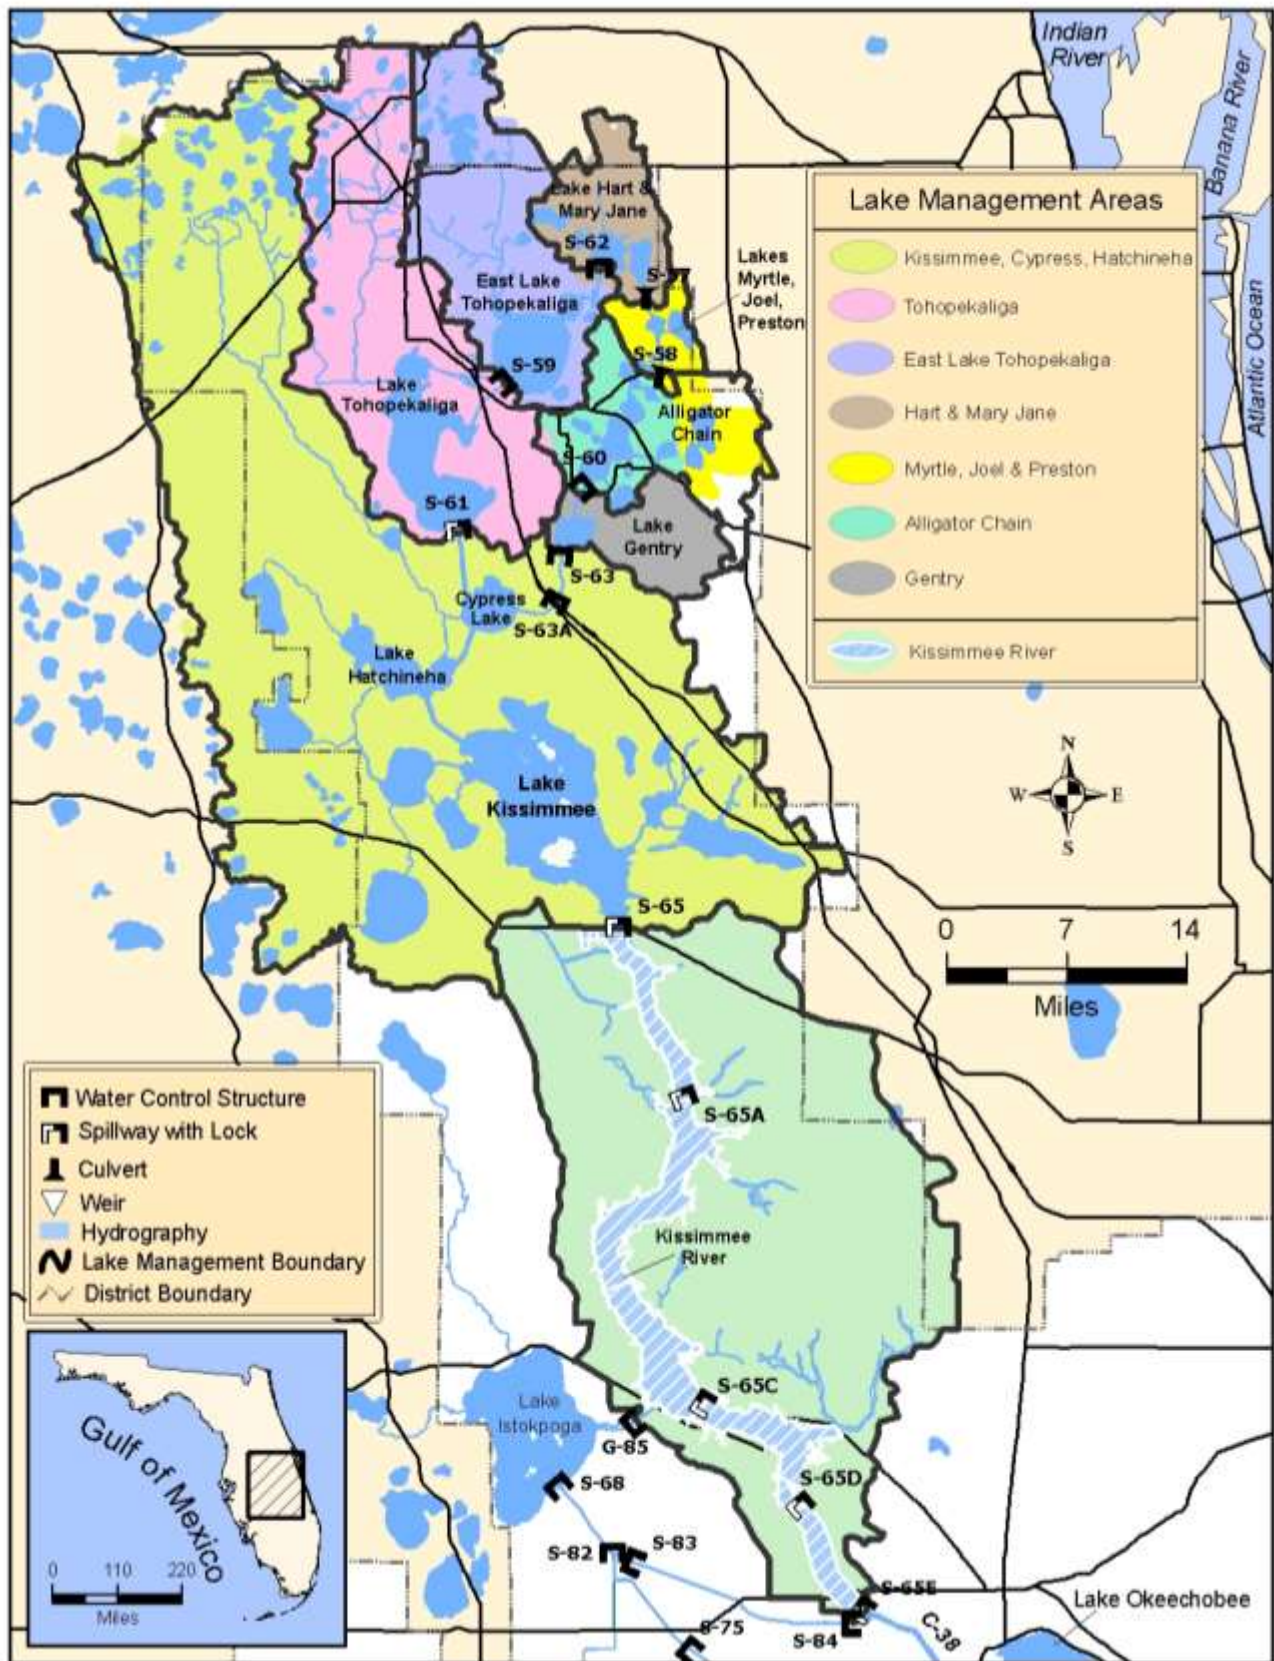 Indian
River
Banana River
Atlantic Ocean
Lake Management Areas
Kissimmee, Cypress, Hatchineha
Tohopekaliga
East Lake Tohopekaliga
Hart & Mary Jane
Myrtle, Joel & Preston
Alligator Chain
Gentry
Kissimmee River
Lake Hart &
Mary Jane
S-62
S-57
Lakes
Myrtle,
Joel,
Preston
East Lake
Tohopekaliga
S-59
S-58
Lake
Tohopekaliga
Alligator
Chain
S-60
S-61
Lake
Gentry
S-63
Cypress
Lake
S-63A
Lake
Hatchineha
Lake
Kissimmee
N
W
E
S
S-65
0
7
14
Miles
S-65A
Water Control Structure
Spillway with Lock
Culvert
Weir
Hydrography
Lake Management Boundary
District Boundary
Kissimmee
River
S-65C
Lake
Istokpoga
G-85
S-68
S-65D
S-82
S-83
S-65E
S-84
S-75
C-38
Lake Okeechobee
Gulf of Mexico
0
110
220
Miles